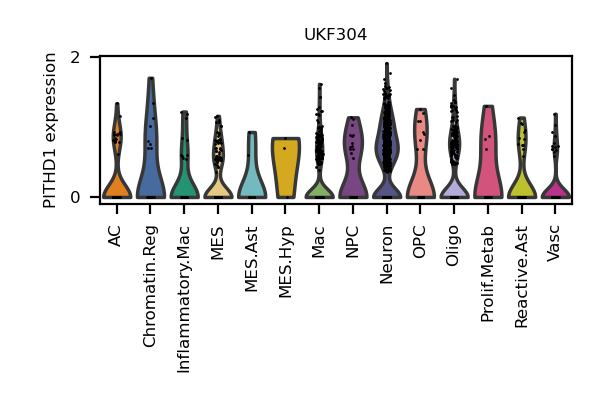 UKF304
PITHD1 expression
2
0
AC
Chromatin.Reg
Inflammatory.Mac
MES
MES.Ast
MES.Hyp
Mac
NPC
Neuron
OPC
Oligo
Prolif.Metab
Reactive.Ast
Vasc